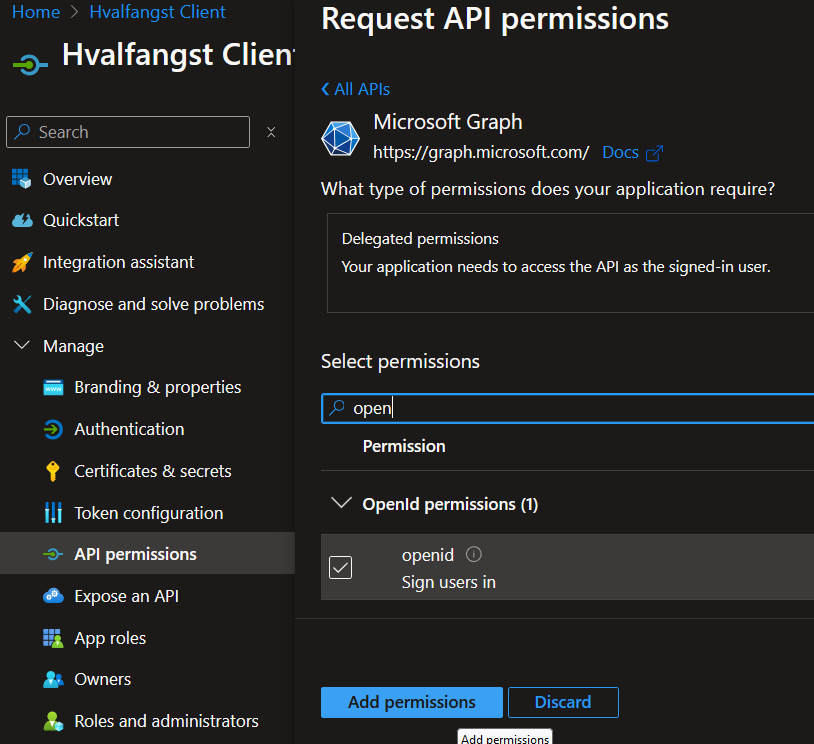 Home > Hvalfangst Client
Hvalfangst Client
Search
Overview
Quickstart
Integration assistant
Diagnose and solve problems
Manage
Branding & properties
Authentication
Certificates & secrets
Token configuration
API permissions
Expose an API
App roles
Owners
Roles and administrators
Request API permissions
All APIs
Microsoft Graph
https://graph.microsoft.com/ Docs
What type of permissions does your application require?
Delegated permissions
Your application needs to access the API as the signed-in user.
Select permissions
open
Permission
OpenId permissions (1)
openid
Sign users in
Add permissions Discard
Add permissions